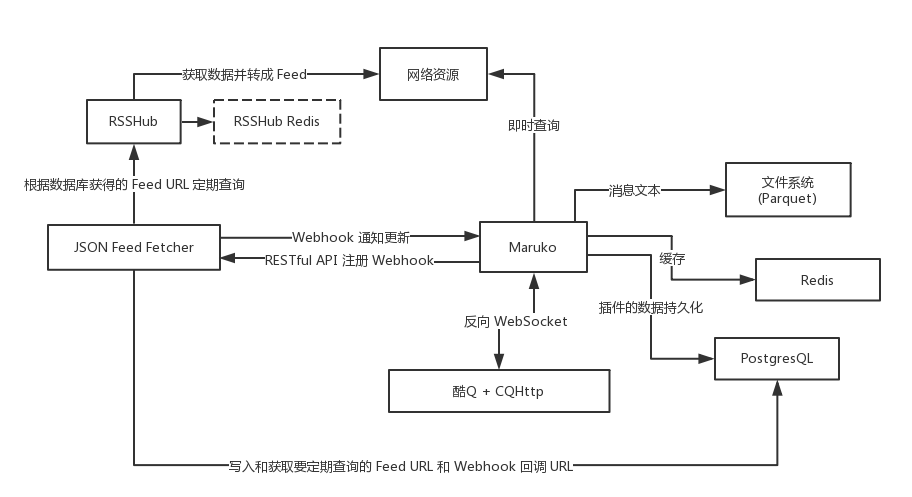 获取数据并转成 Feed
网络资源
RSSHub
RSSHub Redis
即时查询
根据数据库获得的 Feed URL 定期查询
消息文本
文件系统
(Parquet)
JSON Feed Fetcher
Webhook 通知更新
RESTful API 注册 Webhook
Maruko
缓存
Redis
插件的数据持久化
反向 WebSocket
PostgresQL
酷Q + CQHttp
写入和获取要定期查询的 Feed URL 和 Webhook 回调 URL